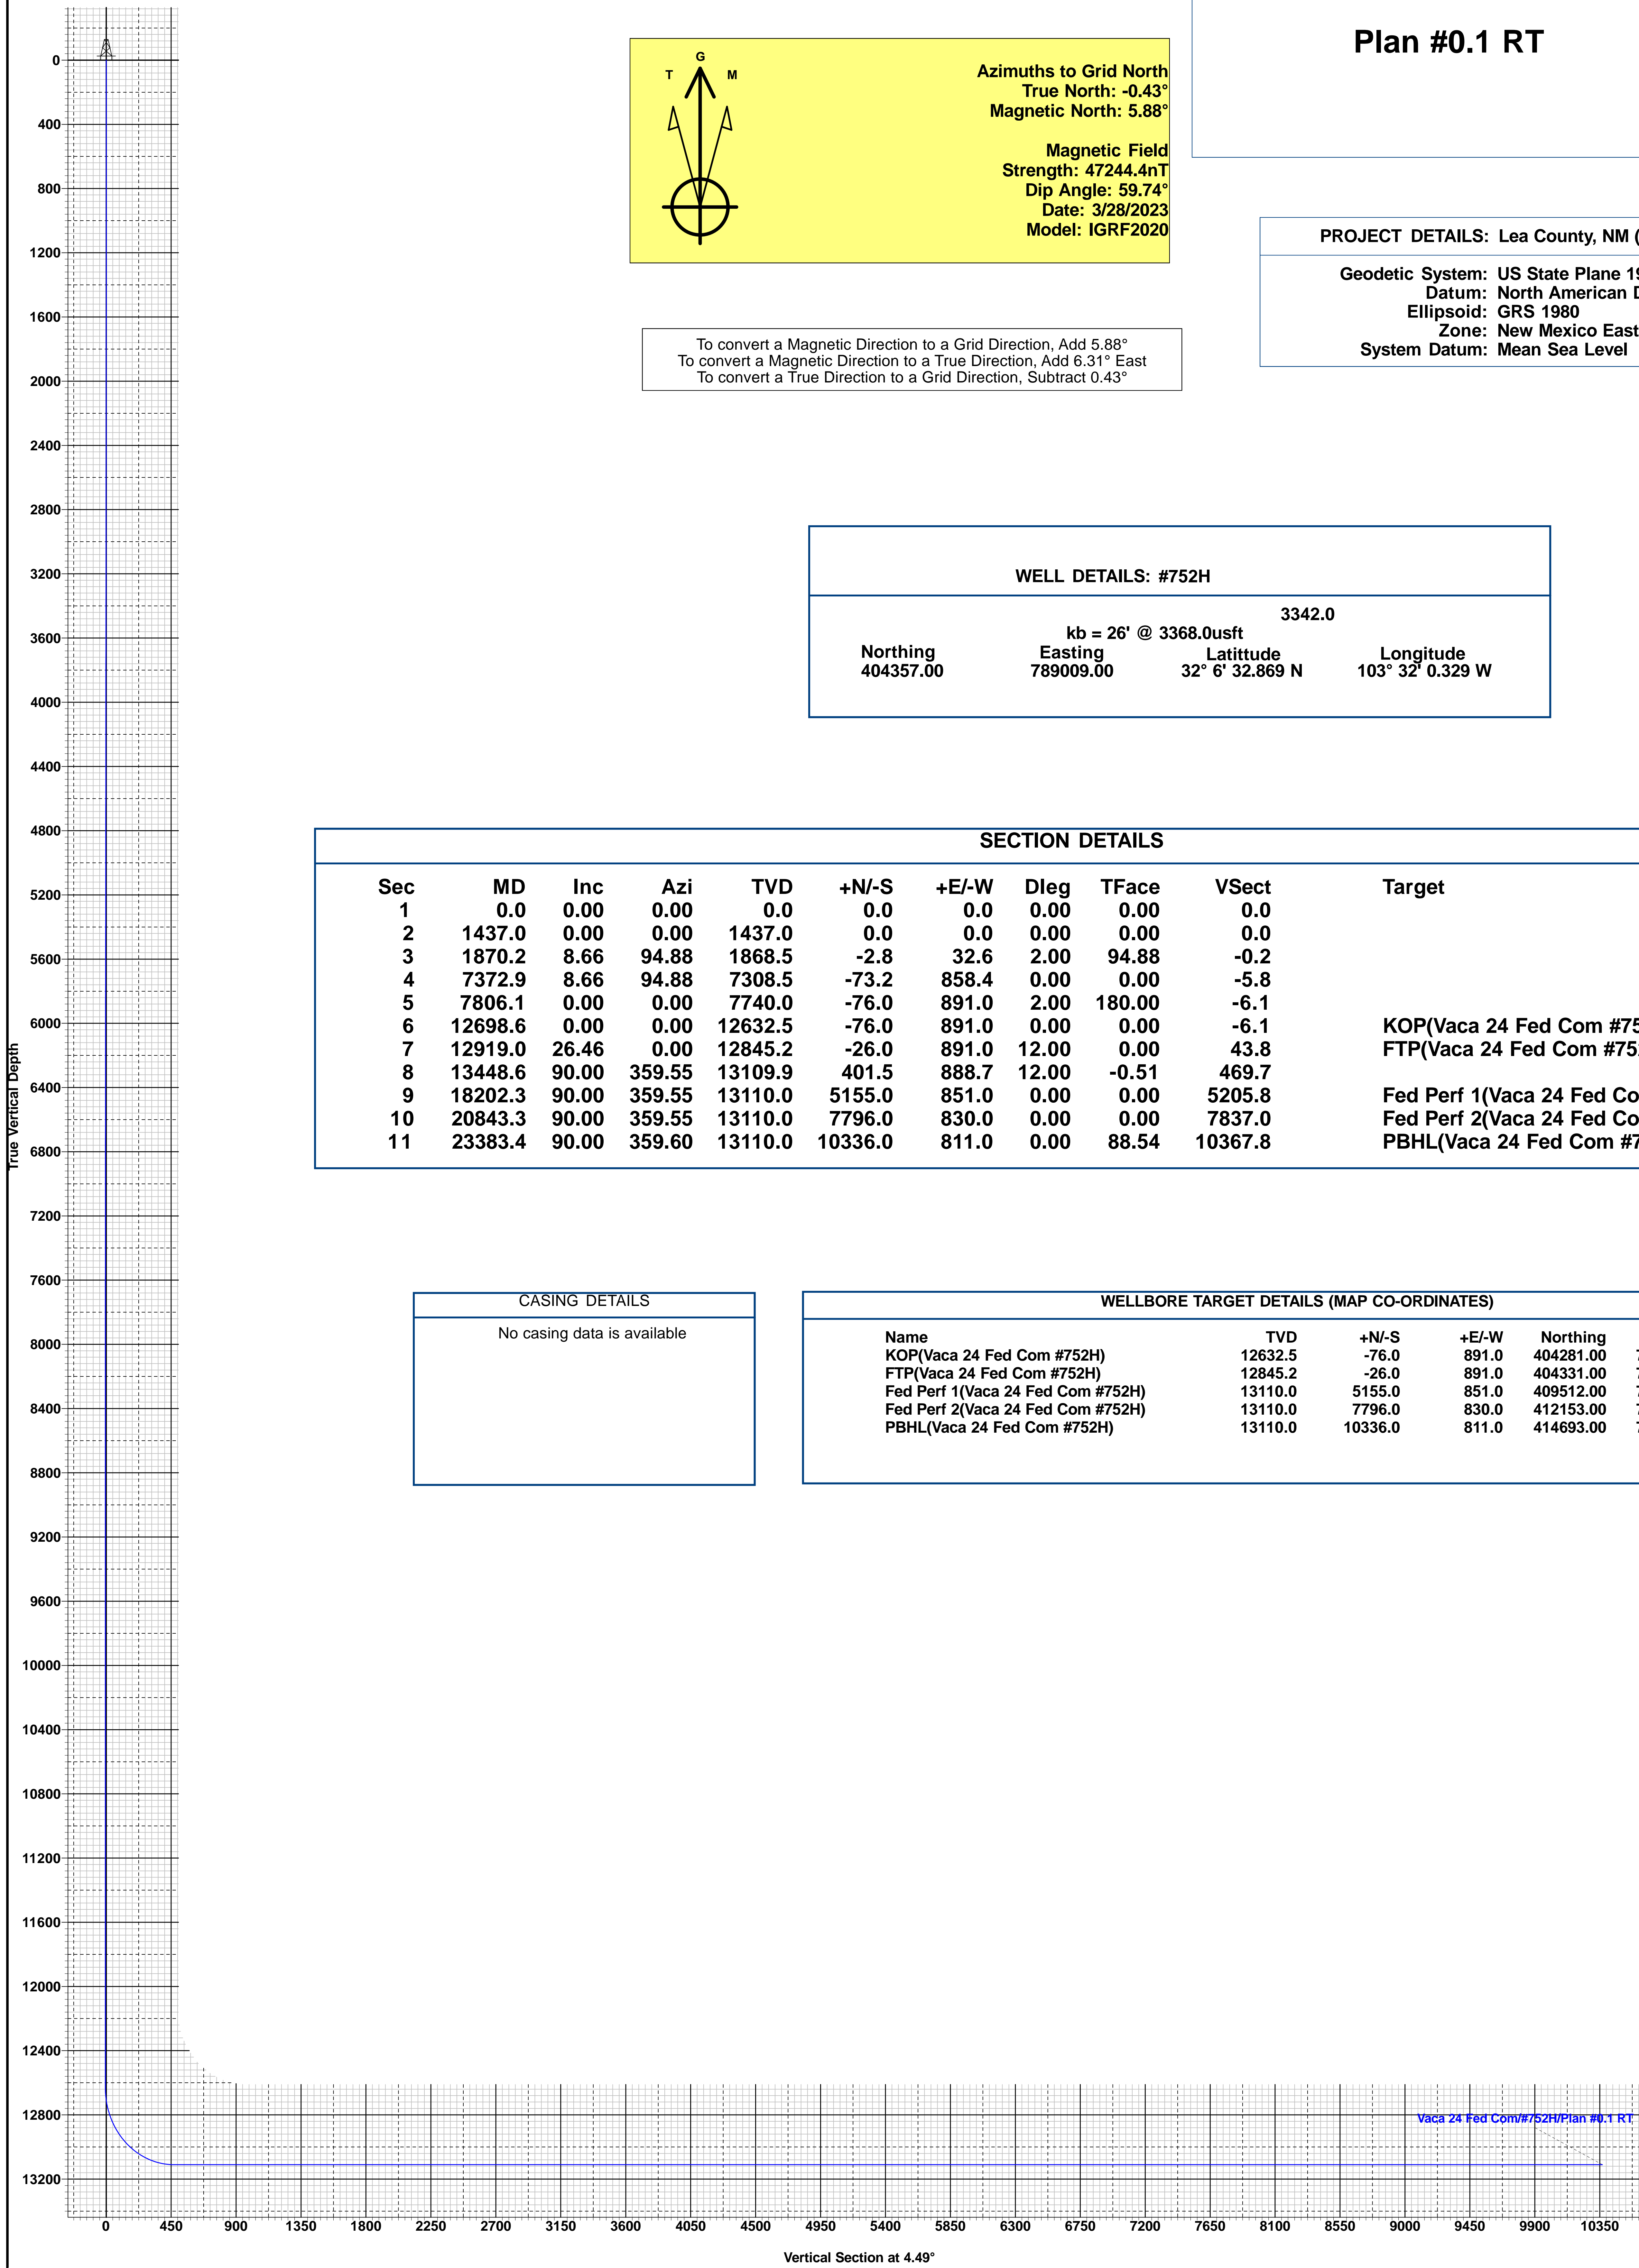 Plan #0.1 RT
G
T M
Azimuths to Grid North
True North: -0.43°
Magnetic North: 5.88°
Magnetic Field
Strength: 47244.4nT
Dip Angle: 59.74°
Date: 3/28/2023
Model: IGRF2020
PROJECT DETAILS: Lea County, NM (
Geodetic System: US State Plane 19
Datum: North American D
Ellipsoid: GRS 1980
Zone: New Mexico East
System Datum: Mean Sea Level
To convert a Magnetic Direction to a Grid Direction, Add 5.88°
To convert a Magnetic Direction to a True Direction, Add 6.31° East
To convert a True Direction to a Grid Direction, Subtract 0.43°
WELL DETAILS: #752H
3342.0
kb = 26' @ 3368.0usft
Northing Easting Latittude Longitude
404357.00 789009.00 32° 6' 32.869 N 103° 32' 0.329 W
SECTION DETAILS
Sec MD Inc Azi TVD +N/-S +E/-W Dleg TFace VSect Target
1 0.0 0.00 0.00 0.0 0.0 0.0 0.00 0.00 0.0
2 1437.0 0.00 0.00 1437.0 0.0 0.0 0.00 0.00 0.0
3 1870.2 8.66 94.88 1868.5 -2.8 32.6 2.00 94.88 -0.2
4 7372.9 8.66 94.88 7308.5 -73.2 858.4 0.00 0.00 -5.8
5 7806.1 0.00 0.00 7740.0 -76.0 891.0 2.00 180.00 -6.1
6 12698.6 0.00 0.00 12632.5 -76.0 891.0 0.00 0.00 -6.1 KOP(Vaca 24 Fed Com #75
7 12919.0 26.46 0.00 12845.2 -26.0 891.0 12.00 0.00 43.8 FTP(Vaca 24 Fed Com #75
8 13448.6 90.00 359.55 13109.9 401.5 888.7 12.00 -0.51 469.7
9 18202.3 90.00 359.55 13110.0 5155.0 851.0 0.00 0.00 5205.8 Fed Perf 1(Vaca 24 Fed Co
10 20843.3 90.00 359.55 13110.0 7796.0 830.0 0.00 0.00 7837.0 Fed Perf 2(Vaca 24 Fed Co
11 23383.4 90.00 359.60 13110.0 10336.0 811.0 0.00 88.54 10367.8 PBHL(Vaca 24 Fed Com #7
CASING DETAILS
No casing data is available
WELLBORE TARGET DETAILS (MAP CO-ORDINATES)
Name TVD +N/-S +E/-W Northing
KOP(Vaca 24 Fed Com #752H) 12632.5 -76.0 891.0 404281.00
FTP(Vaca 24 Fed Com #752H) 12845.2 -26.0 891.0 404331.00
Fed Perf 1(Vaca 24 Fed Com #752H) 13110.0 5155.0 851.0 409512.00
Fed Perf 2(Vaca 24 Fed Com #752H) 13110.0 7796.0 830.0 412153.00
PBHL(Vaca 24 Fed Com #752H) 13110.0 10336.0 811.0 414693.00
True Vertical Depth
0
400
800
1200
1600
2000
2400
2800
3200
3600
4000
4400
4800
5200
5600
6000
6400
6800
7200
7600
8000
8400
8800
9200
9600
10000
10400
10800
11200
11600
12000
12400
12800
13200
Vaca 24 Fed Com/#752H/Plan #0.1 RT
0 450 900 1350 1800 2250 2700 3150 3600 4050 4500 4950 5400 5850 6300 6750 7200 7650 8100 8550 9000 9450 9900 10350
Vertical Section at 4.49°